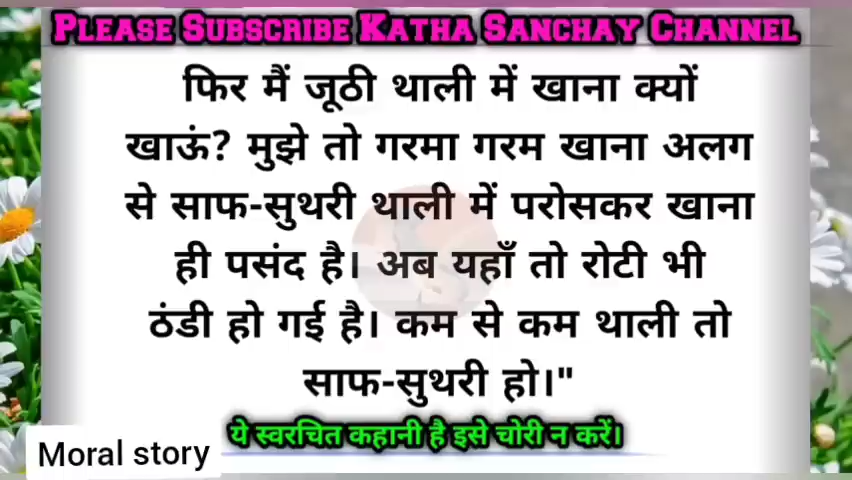 PLEASE SUBSCRIBE KATHA SANCHAY CHANNEL
फिर मैं जूठी थाली में खाना क्यों
खाऊं? मुझे तो गरमा गरम खाना अलग
से साफ-सुथरी थाली में परोसकर खाना
ही पसंद है। अब यहाँ तो रोटी भी
ठंडी हो गई है। कम से कम थाली तो
साफ-सुथरी हो।"
ये स्वरचित कहानी है इसे चोरी न करें।
Moral story